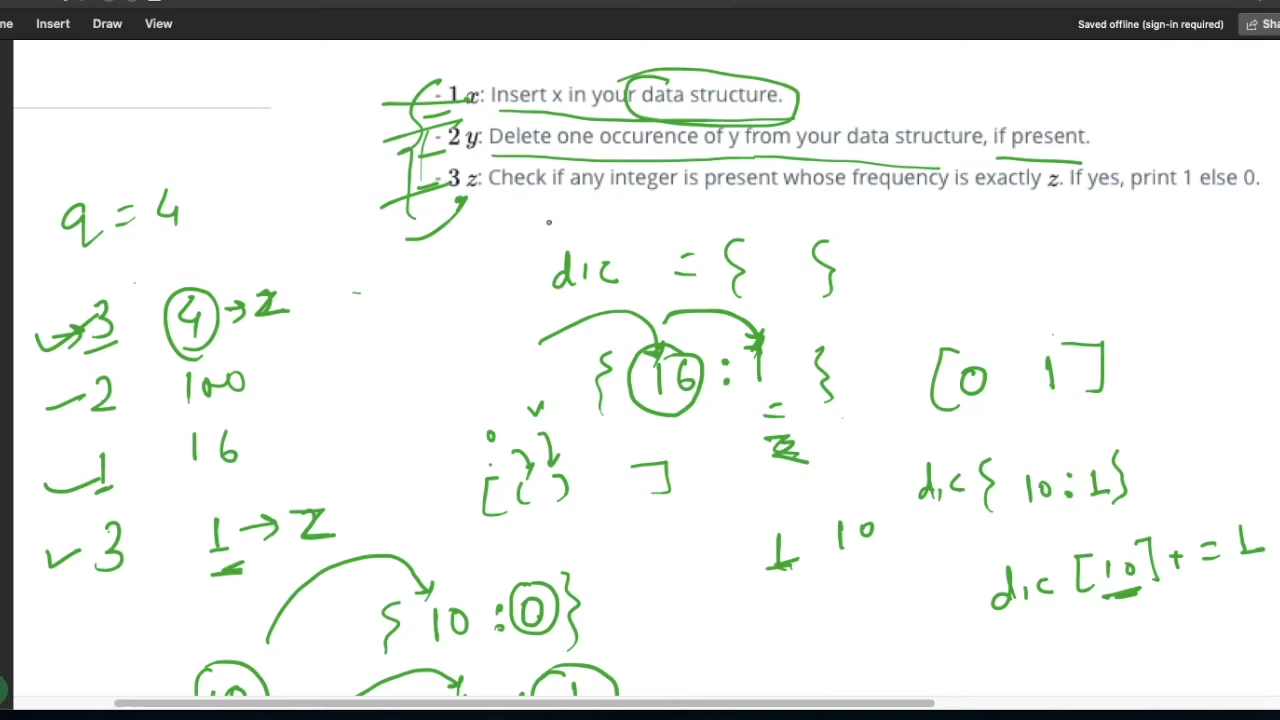 me Insert Draw View Saved offline (sign-in required) Sha
- 1 x: Insert x in your data structure.
- 2 y: Delete one occurence of y from your data structure, if present.
- 3 z: Check if any integer is present whose frequency is exactly z. If yes, print 1 else 0.
q = 4
dic = { }
3 4 → z
{ 16 : 1 } [0 1]
2 100
1 16
[ ( ) ]
dic { 10 : 1 }
3 1 → z
1 10
dic [10] + = 1
{ 10 : 0 }